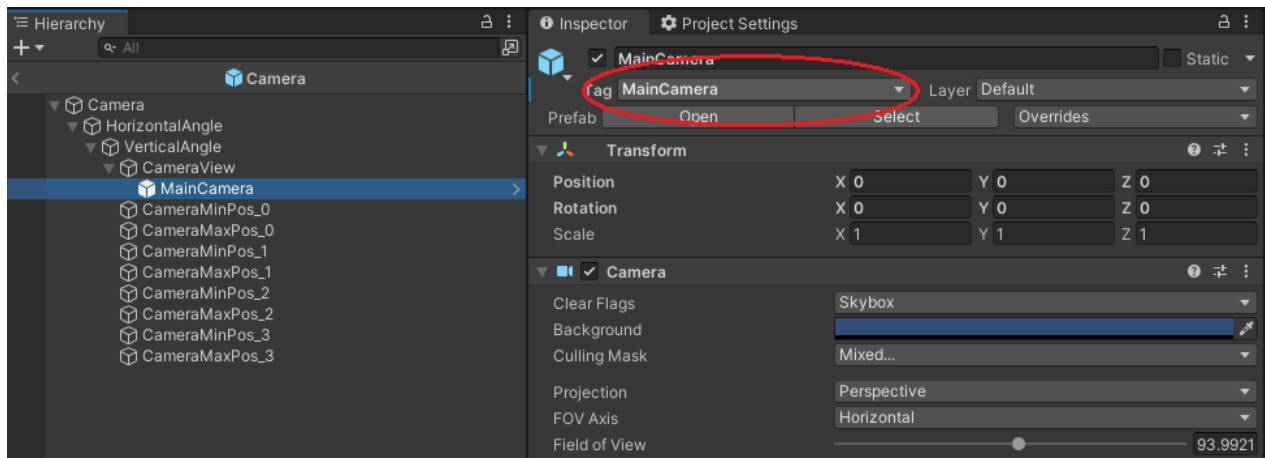 Hierarchy
All
Camera
Camera
HorizontalAngle
VerticalAngle
CameraView
MainCamera
CameraMinPos_0
CameraMaxPos_0
CameraMinPos_1
CameraMaxPos_1
CameraMinPos_2
CameraMaxPos_2
CameraMinPos_3
CameraMaxPos_3
Inspector Project Settings
MainCamera Static
Tag MainCamera Layer Default
Prefab Open Select Overrides
Transform
Position X 0 Y 0 Z 0
Rotation X 0 Y 0 Z 0
Scale X 1 Y 1 Z 1
Camera
Clear Flags Skybox
Background
Culling Mask Mixed...
Projection Perspective
FOV Axis Horizontal
Field of View 93.9921